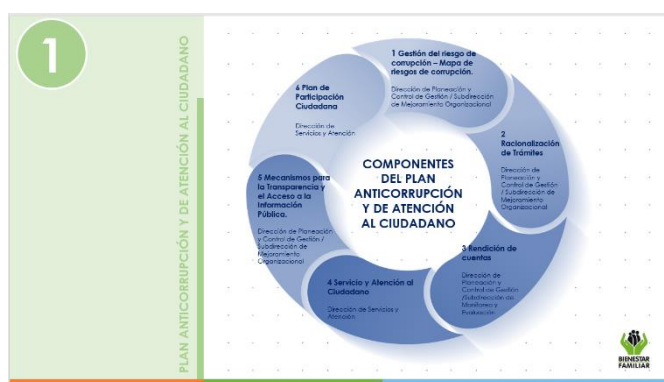 1
PLAN ANTICORRUPCIÓN Y DE ATENCIÓN AL CIUDADANO
1 Gestión del riesgo de
corrupción – Mapa de
riesgos de corrupción.
Dirección de Planeación y
Control de Gestión / Subdirección
de Mejoramiento Organizacional
2
Racionalización
de Trámites
Dirección de
Planeación y
Control de Gestión
/ Subdirección de
Mejoramiento
Organizacional
3 Rendición de
cuentas
Dirección de
Planeación y
Control de Gestión
/Subdirección de
Monitoreo y
Evaluación
4 Servicio y Atención al
Ciudadano
Dirección de Servicios y
Atención
5 Mecanismos para
la Transparencia y
el Acceso a la
Información
Pública.
Dirección de Planeación
y Control de Gestión /
Subdirección de
Mejoramiento
Organizacional
6 Plan de
Participación
Ciudadana
Dirección de
Servicios y Atención
COMPONENTES
DEL PLAN
ANTICORRUPCIÓN
Y DE ATENCIÓN
AL CIUDADANO
BIENESTAR
FAMILIAR